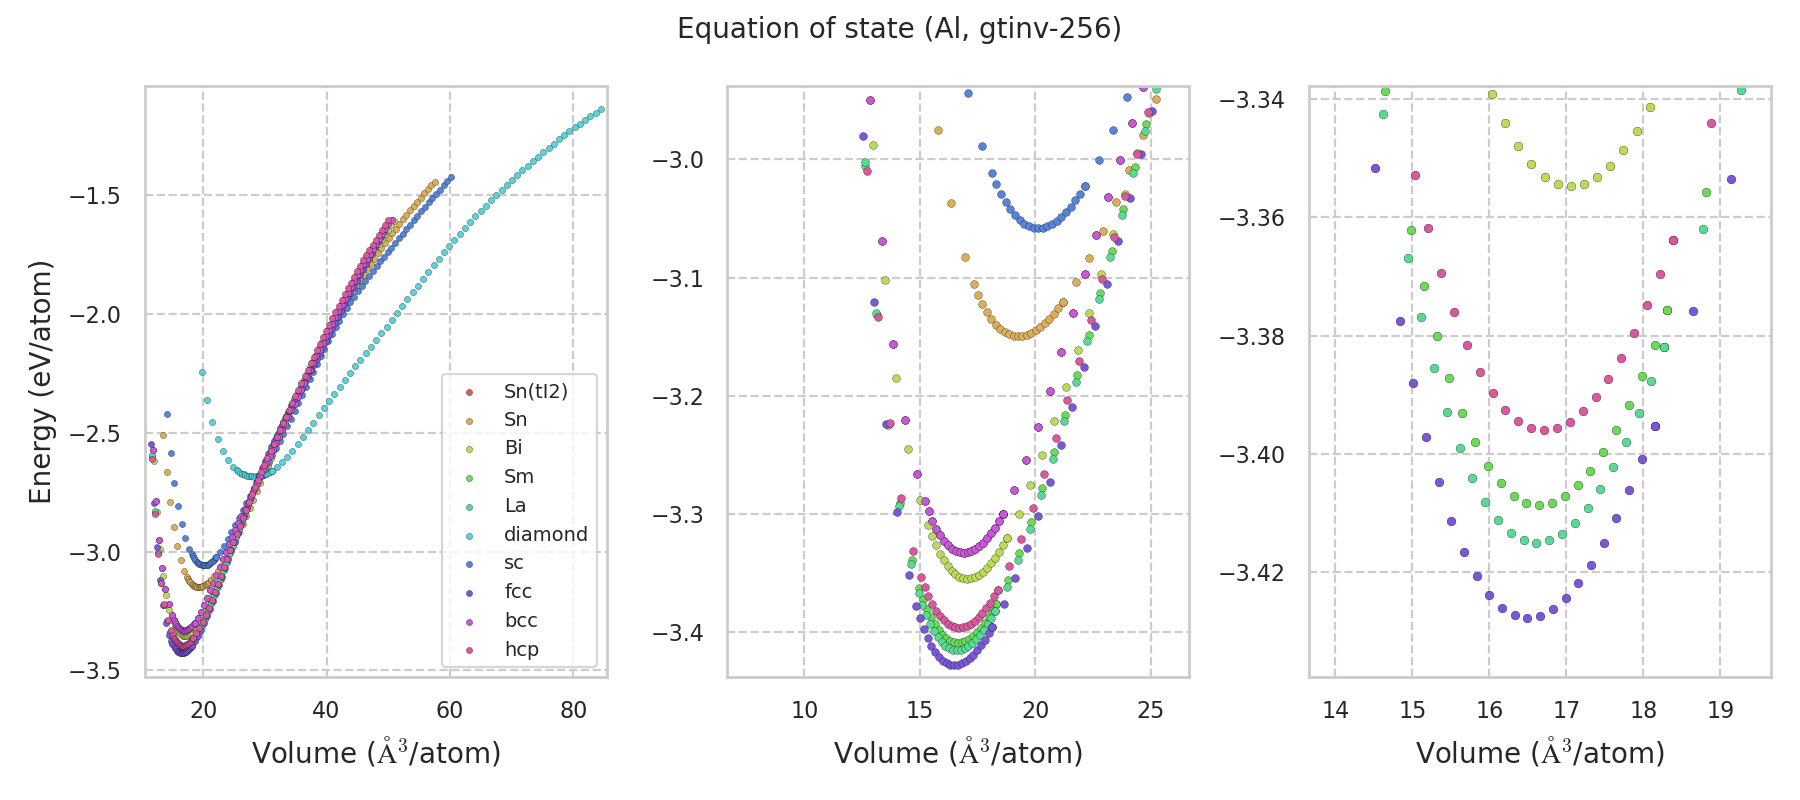 Equation of state (Al, gtinv-256)
Energy (eV/atom)
−1.5
−2.0
−2.5
−3.0
−3.5
20 40 60 80
Volume (Å³/atom)
Sn(tI2)
Sn
Bi
Sm
La
diamond
sc
fcc
bcc
hcp
−3.0
−3.1
−3.2
−3.3
−3.4
10 15 20 25
Volume (Å³/atom)
−3.34
−3.36
−3.38
−3.40
−3.42
14 15 16 17 18 19
Volume (Å³/atom)